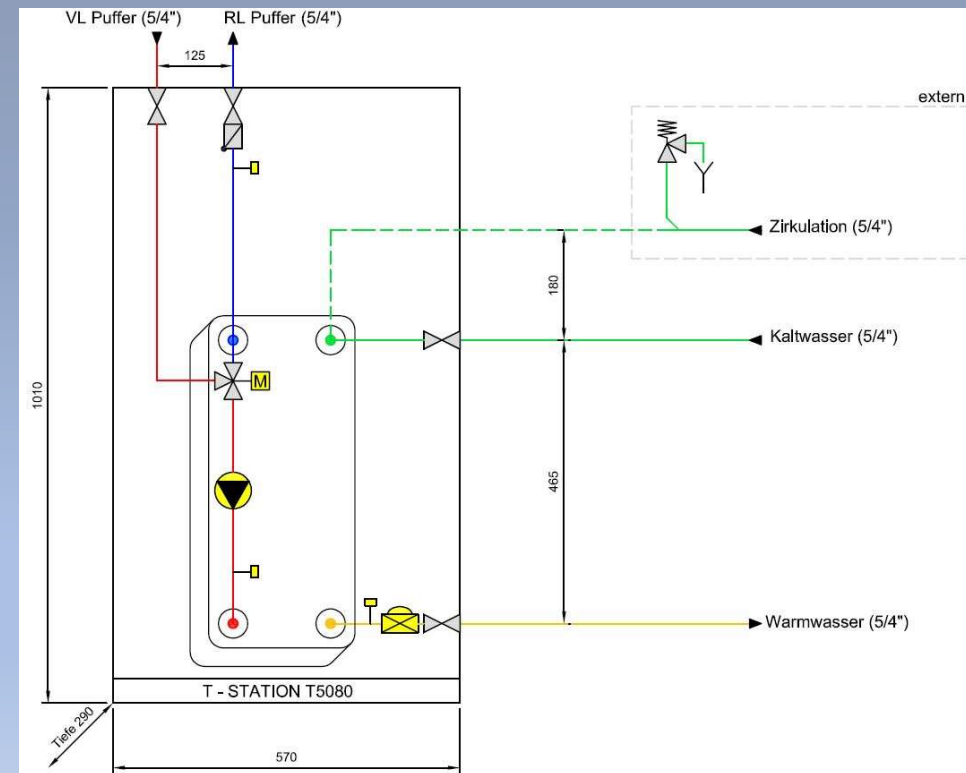 VL Puffer (5/4") RL Puffer (5/4")
125
extern
Zirkulation (5/4")
180
Kaltwasser (5/4")
M
1010
465
Warmwasser (5/4")
T - STATION T5080
Tiefe 290
570